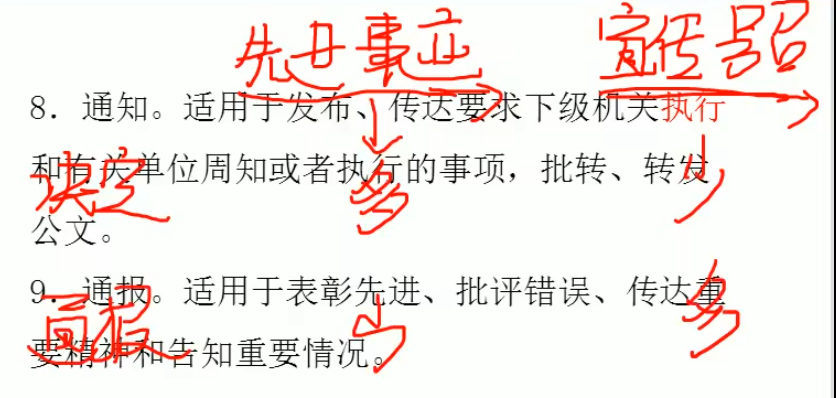 先进事迹 宣传号召
8. 通知。适用于发布、传达要求下级机关执行
和有关单位周知或者执行的事项，批转、转发
决定 多 少
公文。
9. 通报。适用于表彰先进、批评错误、传达重
通报 少 多
要精神和告知重要情况。